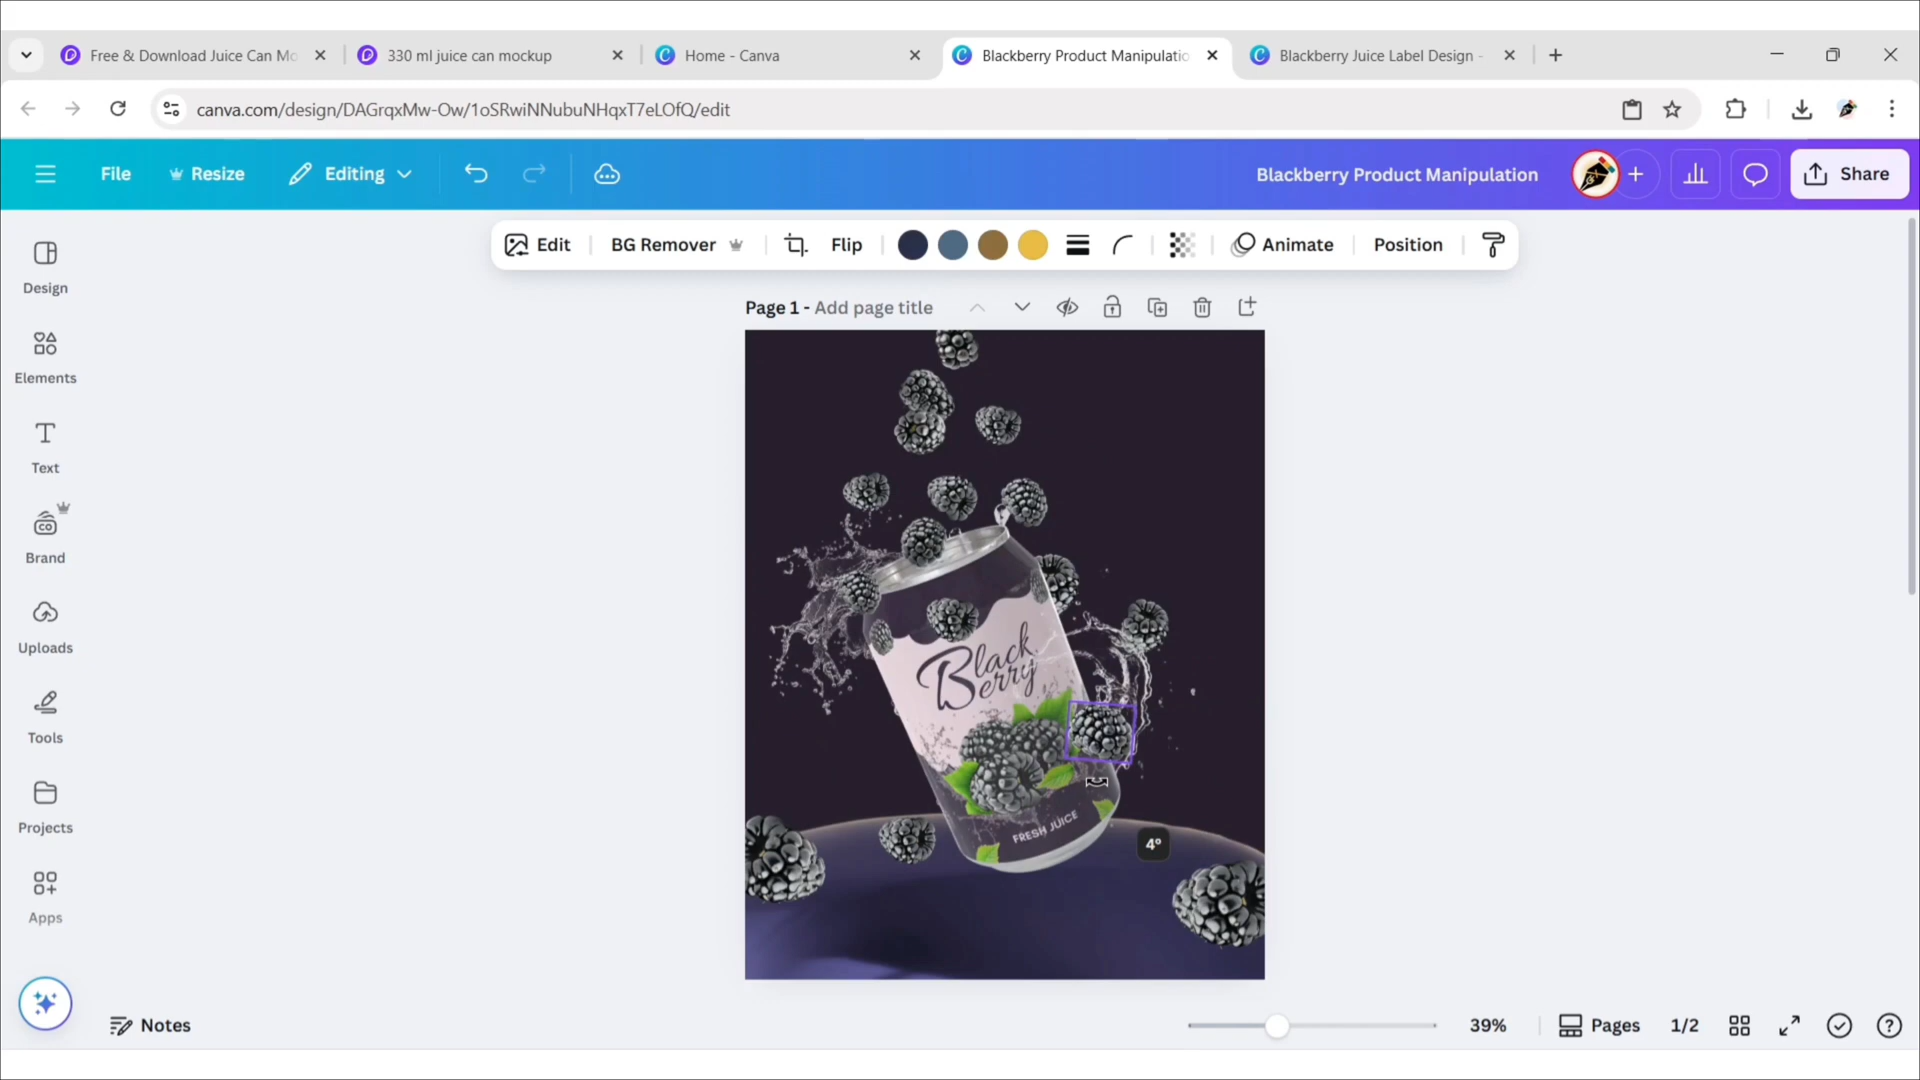 Free & Download Juice Can Mo
330 ml juice can mockup
Home - Canva
Blackberry Product Manipulatio
Blackberry Juice Label Design -
canva.com/design/DAGrqxMw-Ow/1oSRwiNNubuNHqxT7eLOfQ/edit
File
Resize
Editing
Blackberry Product Manipulation
Share
Edit
BG Remover
Flip
Animate
Position
Page 1 - Add page title
Design
Elements
Text
Brand
Uploads
Tools
Projects
Apps
Black
Berry
FRESH JUICE
4°
Notes
39%
Pages
1/2